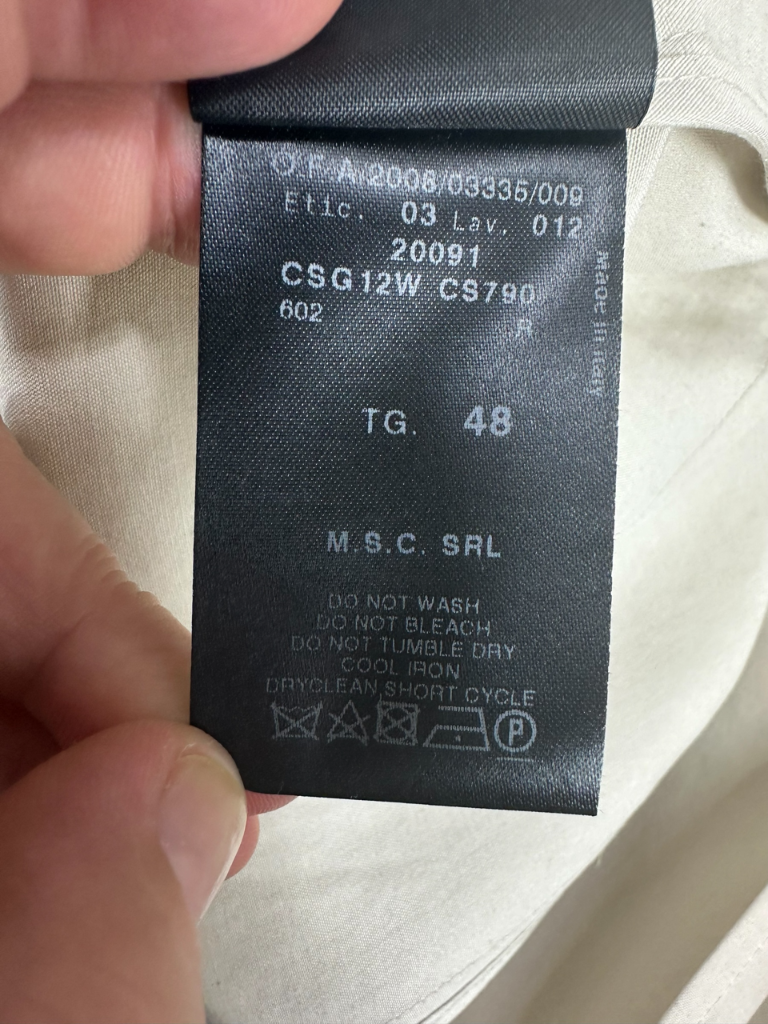 O.F.A 2008/03335/009
Etic. 03 Lav. 012
20091
CSG12W CS790
602 R
made in italy
TG. 48
M.S.C. SRL
DO NOT WASH
DO NOT BLEACH
DO NOT TUMBLE DRY
COOL IRON
DRYCLEAN,SHORT CYCLE
P